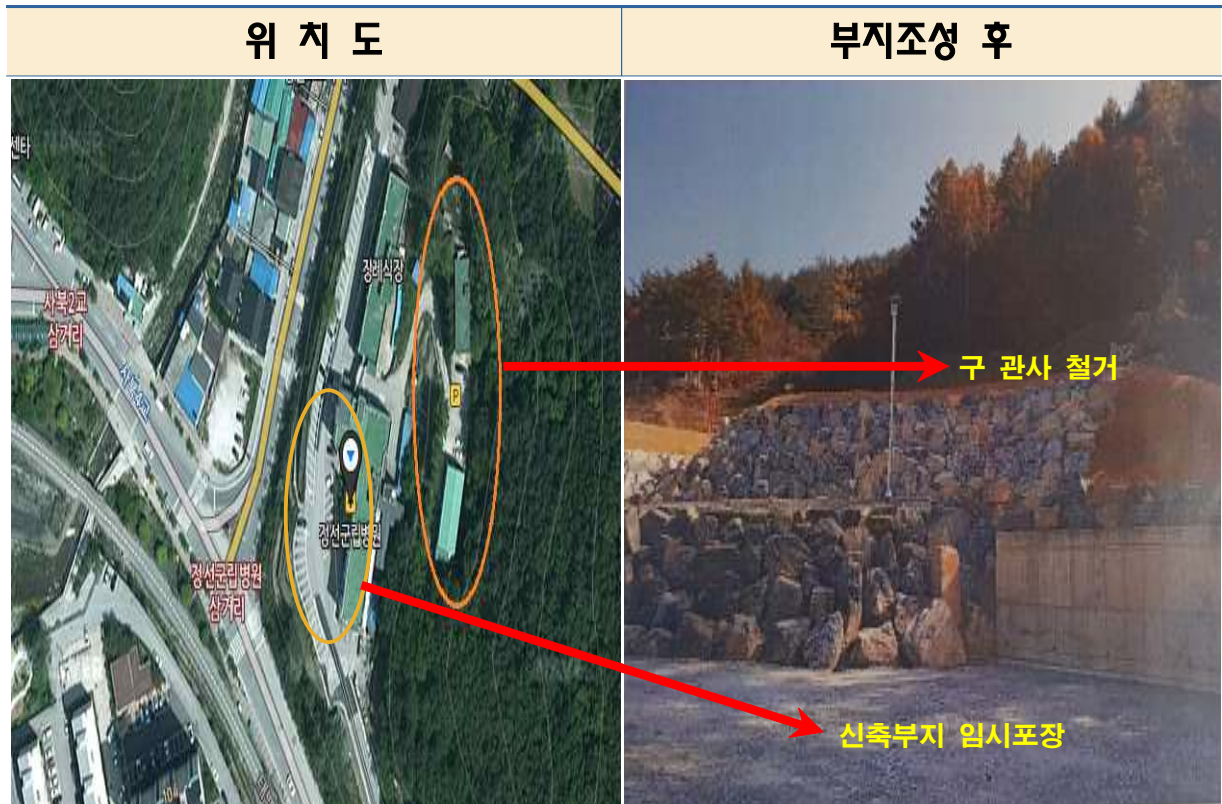 위 치 도
부지조성 후
센타
장례식장
사북2교
삼거리
P
구 관사 철거
정선군립병원
정선군립병원
삼거리
신축부지 임시포장